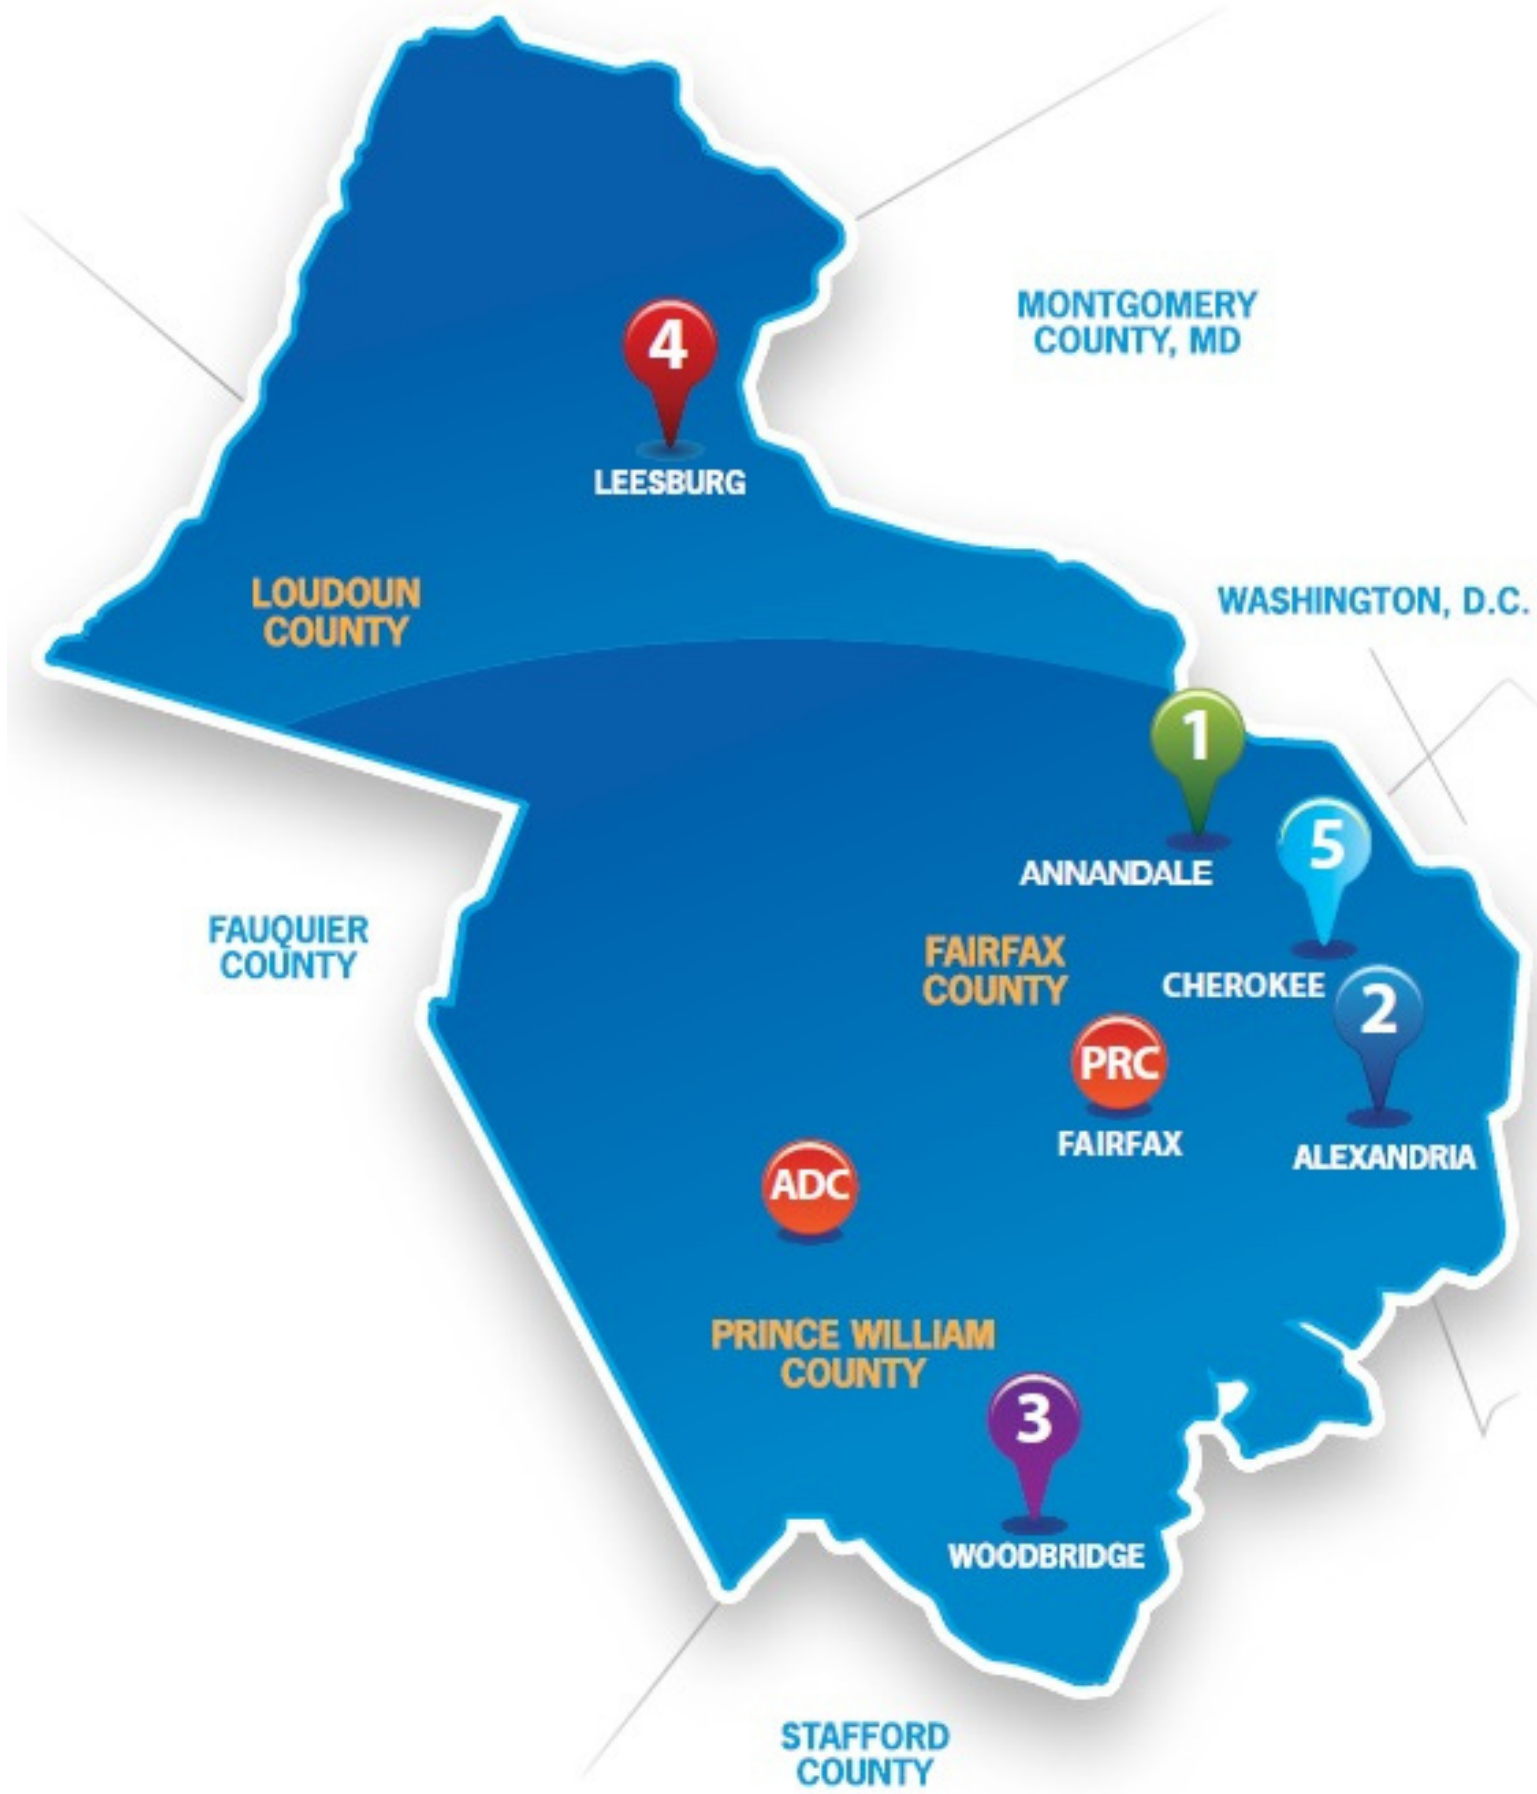 MONTGOMERY
COUNTY, MD
4
LEESBURG
LOUDOUN
COUNTY
WASHINGTON, D.C.
1
ANNANDALE
5
CHEROKEE
FAUQUIER
COUNTY
FAIRFAX
COUNTY
2
ALEXANDRIA
PRC
FAIRFAX
ADC
PRINCE WILLIAM
COUNTY
3
WOODBRIDGE
STAFFORD
COUNTY